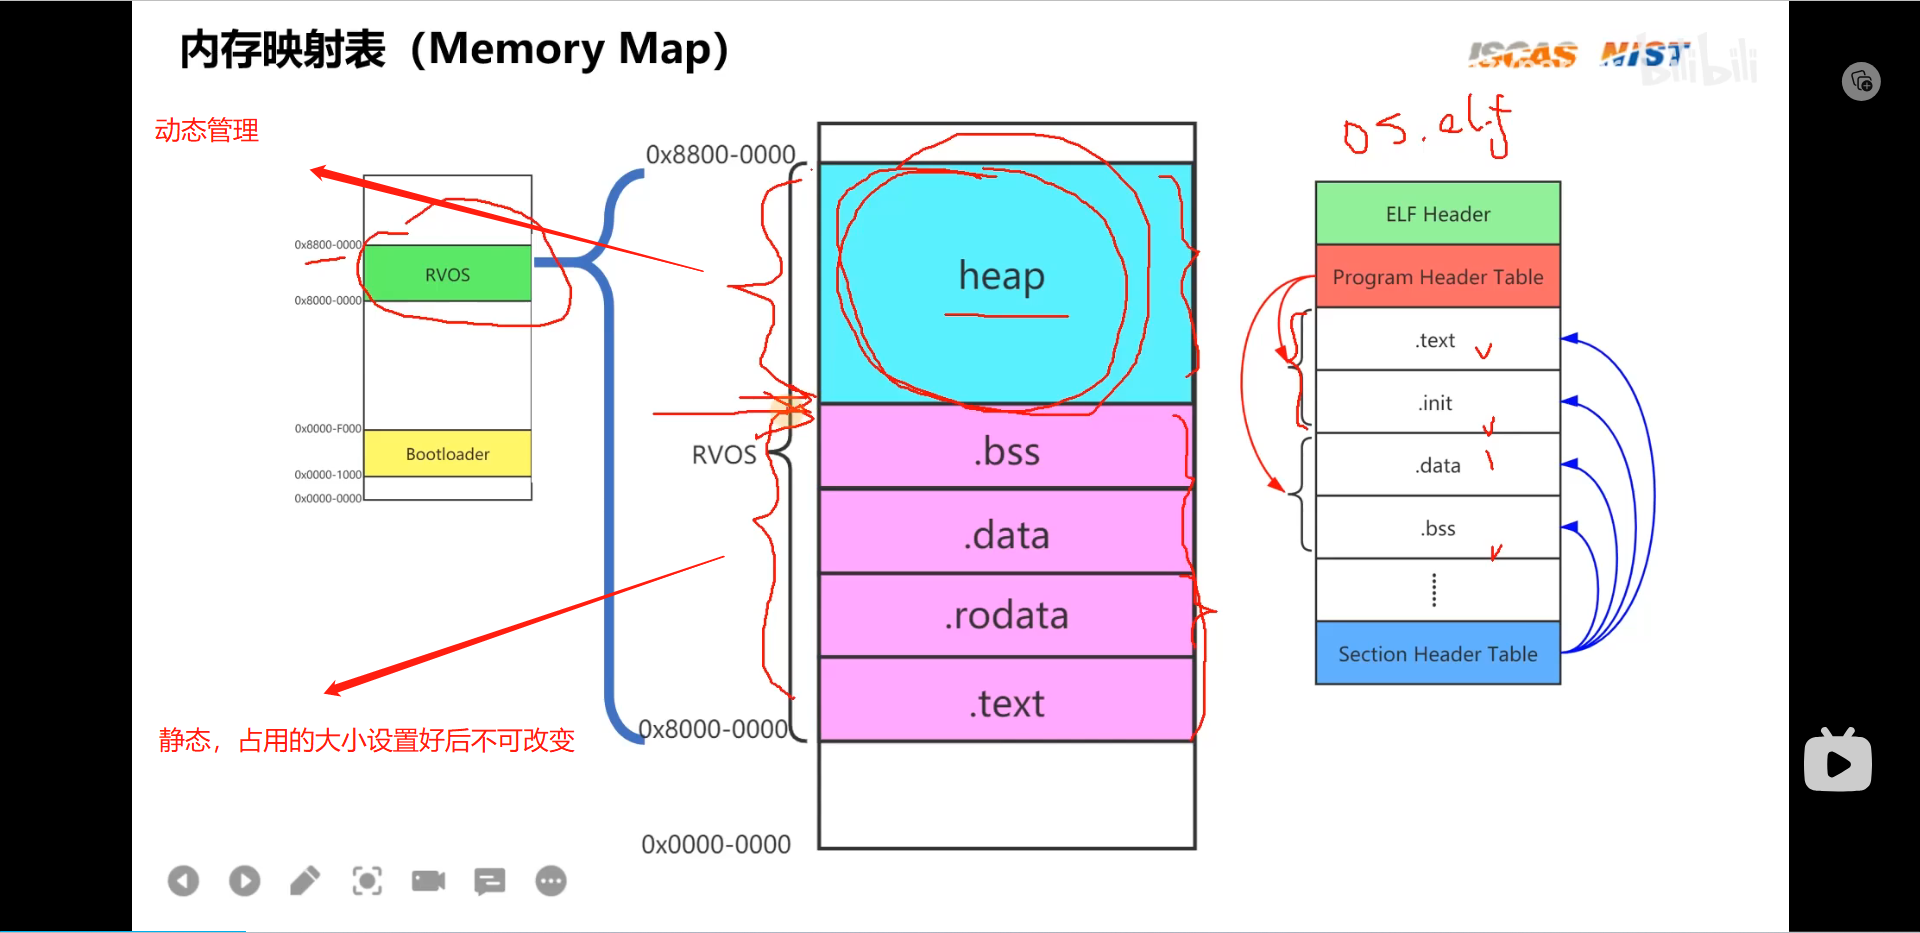 内存映射表（Memory Map）
ISCAS
NIST
bilibili
os.elf
动态管理
0x8800-0000
RVOS
0x8000-0000
0x0000-F000
Bootloader
0x0000-1000
0x0000-0000
静态，占用的大小设置好后不可改变
0x8800-0000
heap
RVOS
.bss
.data
.rodata
.text
0x8000-0000
0x0000-0000
ELF Header
Program Header Table
.text
.init
.data
.bss
Section Header Table